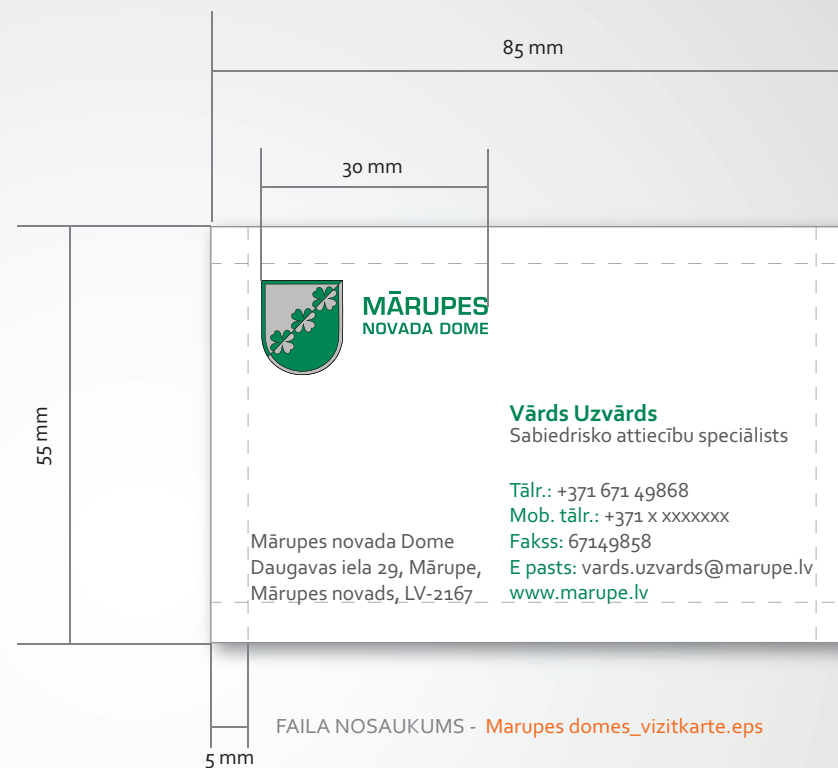 85 mm
30 mm
MĀRUPES
NOVADA DOME
55 mm
Vārds Uzvārds
Sabiedrisko attiecību speciālists
Tālr.: +371 671 49868
Mob. tālr.: +371 x xxxxxxx
Fakss: 67149858
E pasts: vards.uzvards@marupe.lv
www.marupe.lv
Mārupes novada Dome
Daugavas iela 29, Mārupe,
Mārupes novads, LV-2167
FAILA NOSAUKUMS - Marupes domes_vizitkarte.eps
5 mm